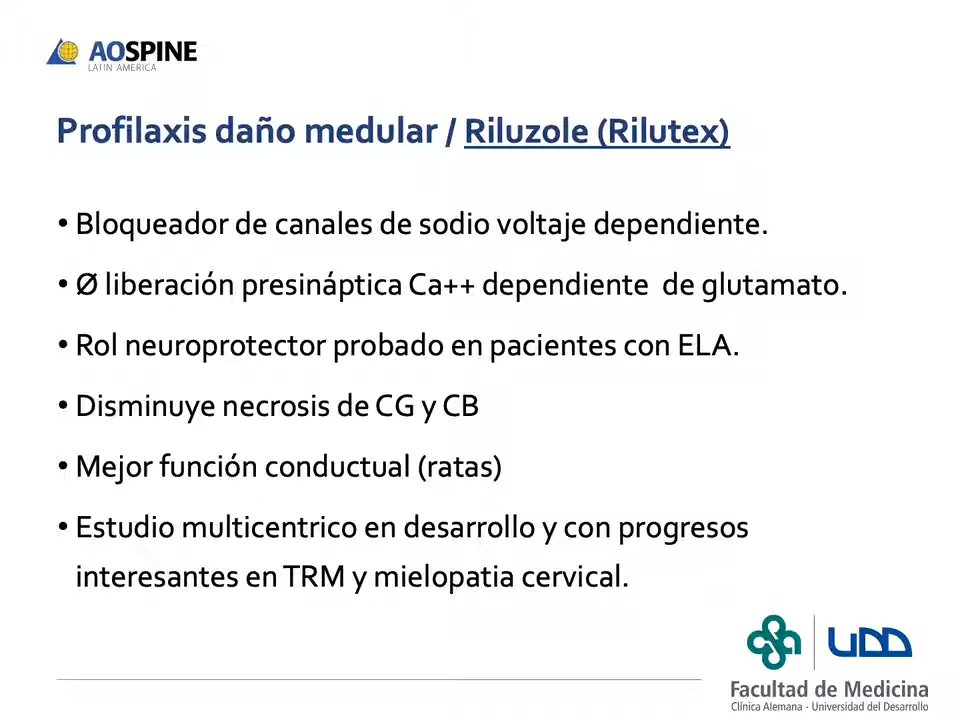 AOSPINE
LATIN AMERICA
Profilaxis daño medular / Riluzole (Rilutex)
• Bloqueador de canales de sodio voltaje dependiente.
• Ø liberación presináptica Ca++ dependiente  de glutamato.
• Rol neuroprotector probado en pacientes con ELA.
• Disminuye necrosis de CG y CB
• Mejor función conductual (ratas)
• Estudio multicentrico en desarrollo y con progresos
interesantes en TRM y mielopatia cervical.
UDD
Facultad de Medicina
Clínica Alemana - Universidad del Desarrollo